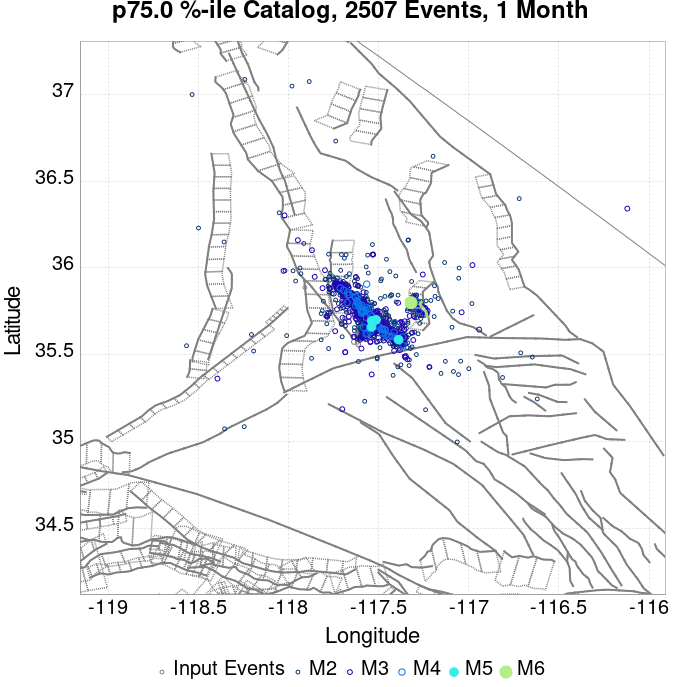 p75.0 %-ile Catalog, 2507 Events, 1 Month
37
36.5
36
35.5
35
34.5
Latitude
-119
-118.5
-118
-117.5
-117
-116.5
-116
Longitude
Input Events
M2
M3
M4
M5
M6